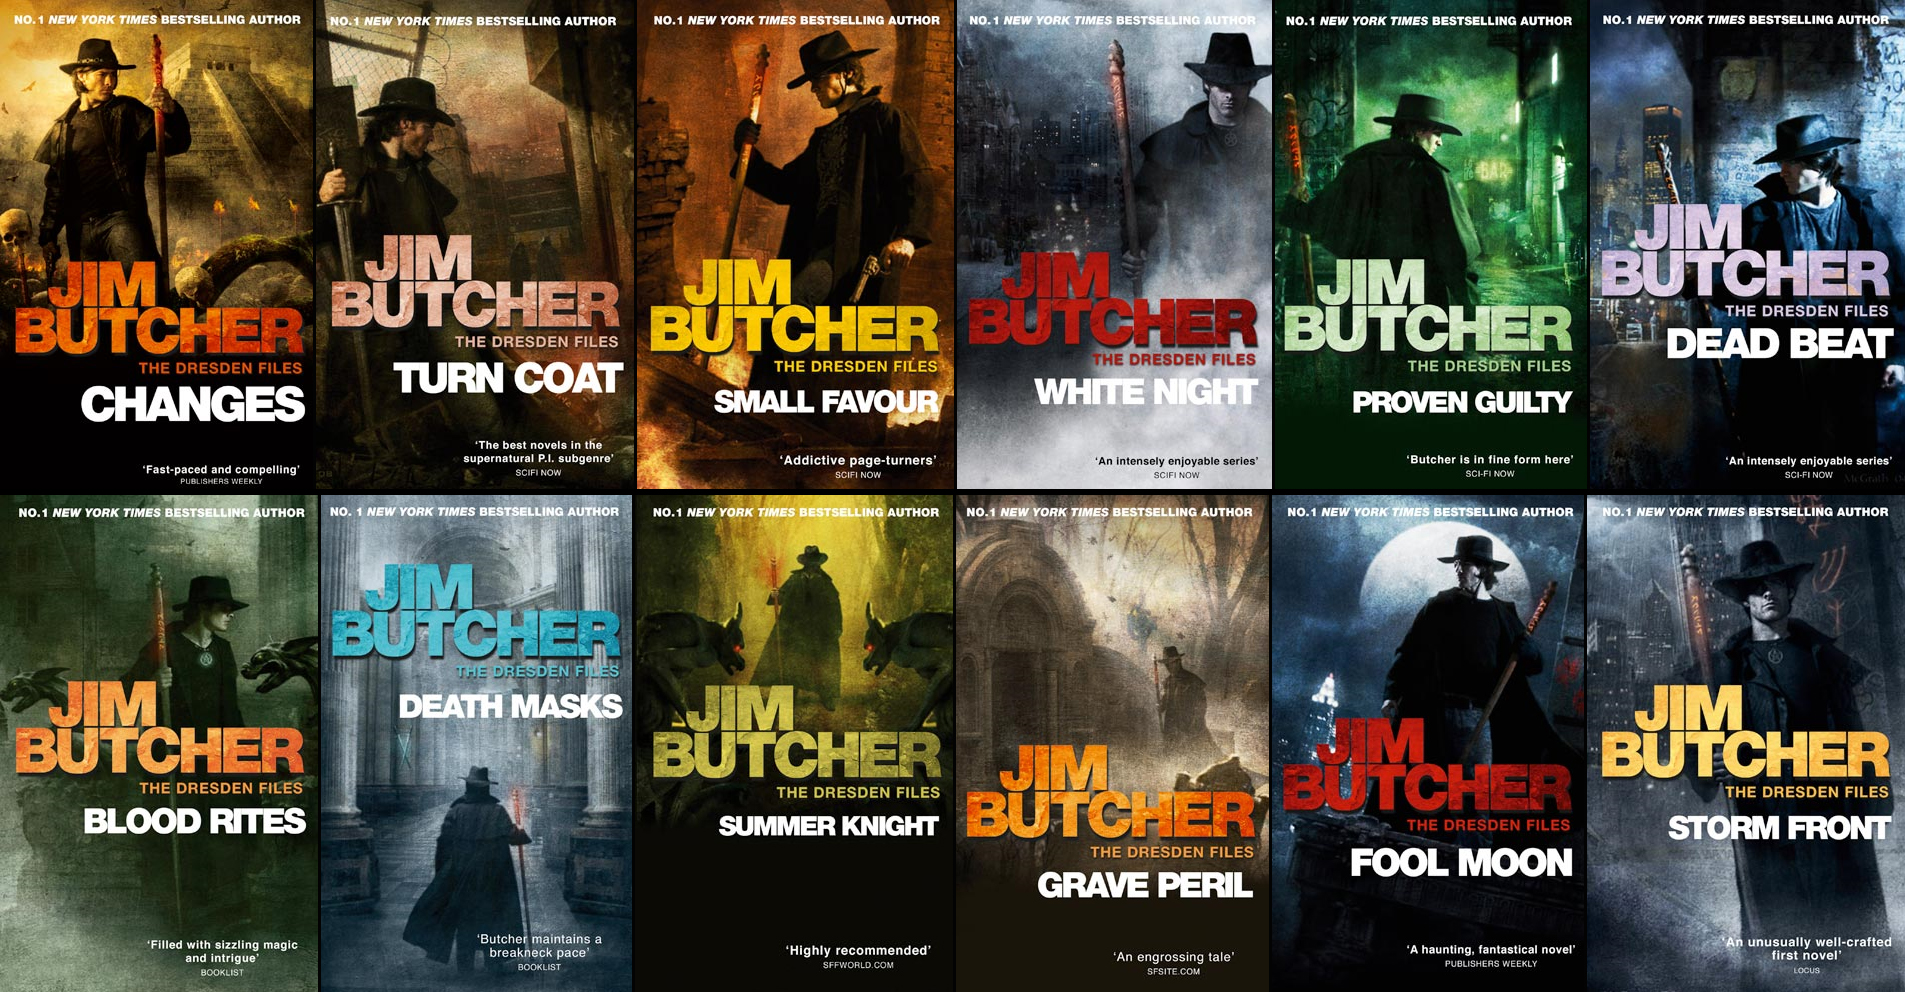 NO.1 NEW YORK TIMES BESTSELLING AUTHOR
JIM
BUTCHER
THE DRESDEN FILES
CHANGES
‘Fast-paced and compelling’
PUBLISHERS WEEKLY
NO.1 NEW YORK TIMES BESTSELLING AUTHOR
JIM
BUTCHER
THE DRESDEN FILES
TURN COAT
‘The best novels in the
supernatural P.I. subgenre’
SCIFI NOW
NO.1 NEW YORK TIMES BESTSELLING AUTHOR
JIM
BUTCHER
THE DRESDEN FILES
SMALL FAVOUR
‘Addictive page-turners’
SCIFI NOW
NO.1 NEW YORK TIMES BESTSELLING AUTHOR
JIM
BUTCHER
THE DRESDEN FILES
WHITE NIGHT
‘An intensely enjoyable series’
SCIFI NOW
NO.1 NEW YORK TIMES BESTSELLING AUTHOR
BAR
JIM
BUTCHER
THE DRESDEN FILES
PROVEN GUILTY
‘Butcher is in fine form here’
SCI-FI NOW
NO.1 NEW YORK TIMES BESTSELLING AUTHOR
JIM
BUTCHER
THE DRESDEN FILES
DEAD BEAT
‘An intensely enjoyable series’
SCI-FI NOW
McGrath
NO.1 NEW YORK TIMES BESTSELLING AUTHOR
JIM
BUTCHER
THE DRESDEN FILES
BLOOD RITES
‘Filled with sizzling magic
and intrigue’
BOOKLIST
NO.1 NEW YORK TIMES BESTSELLING AUTHOR
JIM
BUTCHER
THE DRESDEN FILES
DEATH MASKS
‘Butcher maintains a
breakneck pace’
BOOKLIST
NO.1 NEW YORK TIMES BESTSELLING AUTHOR
JIM
BUTCHER
THE DRESDEN FILES
SUMMER KNIGHT
‘Highly recommended’
SFFWORLD.COM
NO.1 NEW YORK TIMES BESTSELLING AUTHOR
JIM
BUTCHER
THE DRESDEN FILES
GRAVE PERIL
‘An engrossing tale’
SFSITE.COM
NO.1 NEW YORK TIMES BESTSELLING AUTHOR
JIM
BUTCHER
THE DRESDEN FILES
FOOL MOON
‘A haunting, fantastical novel’
PUBLISHERS WEEKLY
NO.1 NEW YORK TIMES BESTSELLING AUTHOR
JIM
BUTCHER
THE DRESDEN FILES
STORM FRONT
‘An unusually well-crafted
first novel’
LOCUS